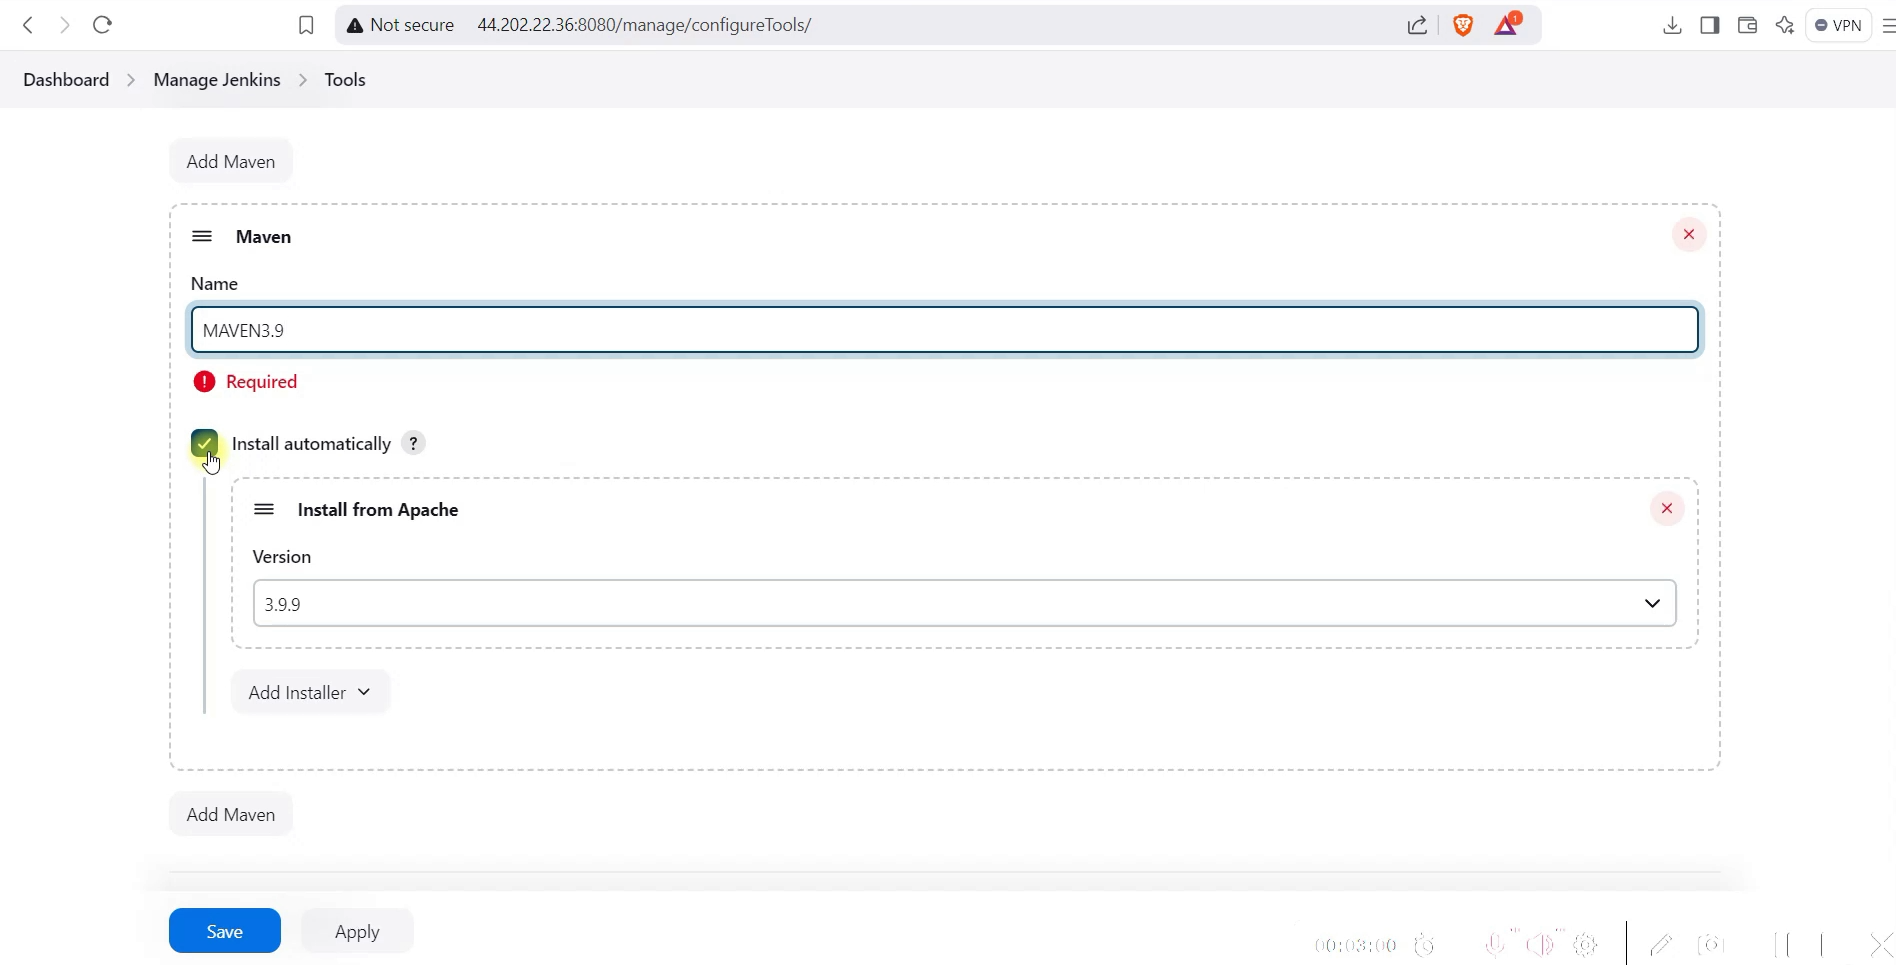 Not secure 44.202.22.36:8080/manage/configureTools/ 1 VPN
Dashboard > Manage Jenkins > Tools
Add Maven
Maven
Name
MAVEN3.9
! Required
Install automatically ?
Install from Apache
Version
3.9.9
Add Installer
Add Maven
Save Apply
00:03:00